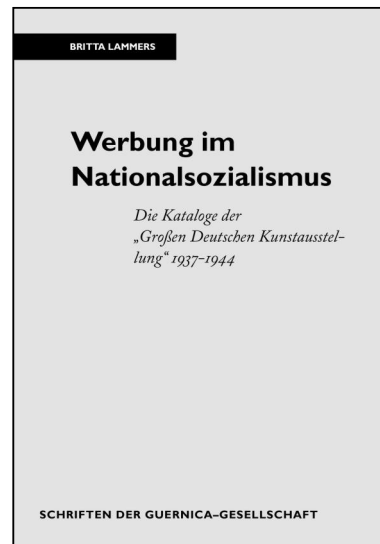 BRITTA LAMMERS
Werbung im
Nationalsozialismus
Die Kataloge der
„Großen Deutschen Kunstausstel-
lung“ 1937–1944
SCHRIFTEN DER GUERNICA–GESELLSCHAFT